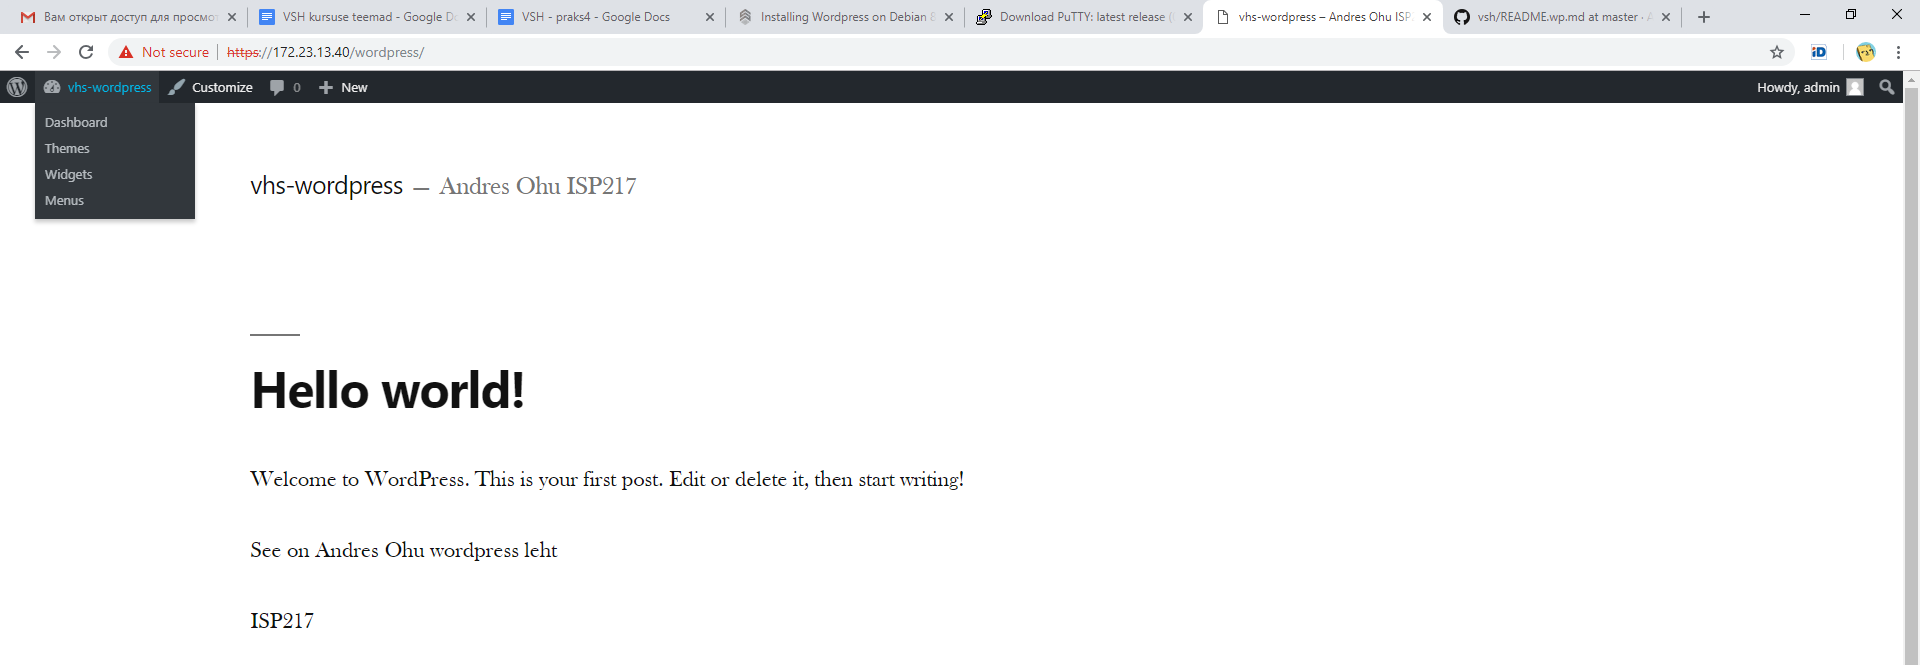 Вам открыт доступ для просмот
VSH kursuse teemad - Google Do
VSH - praks4 - Google Docs
Installing Wordpress on Debian 8
Download PuTTY: latest release (
vhs-wordpress – Andres Ohu ISP
vsh/README.wp.md at master · A
Not secure
https://172.23.13.40/wordpress/
iD
vhs-wordpress
Customize
0
New
Howdy, admin
Dashboard
Themes
Widgets
Menus
vhs-wordpress — Andres Ohu ISP217
Hello world!
Welcome to WordPress. This is your first post. Edit or delete it, then start writing!
See on Andres Ohu wordpress leht
ISP217